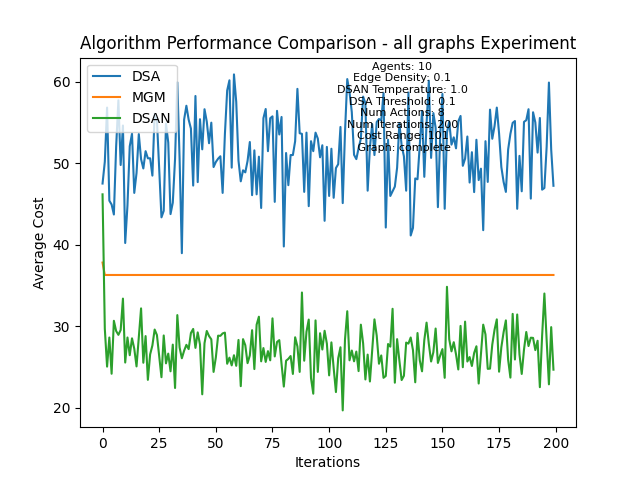 Algorithm Performance Comparison - all graphs Experiment
DSA
MGM
DSAN
Agents: 10
Edge Density: 0.1
DSAN Temperature: 1.0
DSA Threshold: 0.1
Num Actions: 8
Num Iterations: 200
Cost Range: 101
Graph: complete
Average Cost
60
50
40
30
20
0
25
50
75
100
125
150
175
200
Iterations